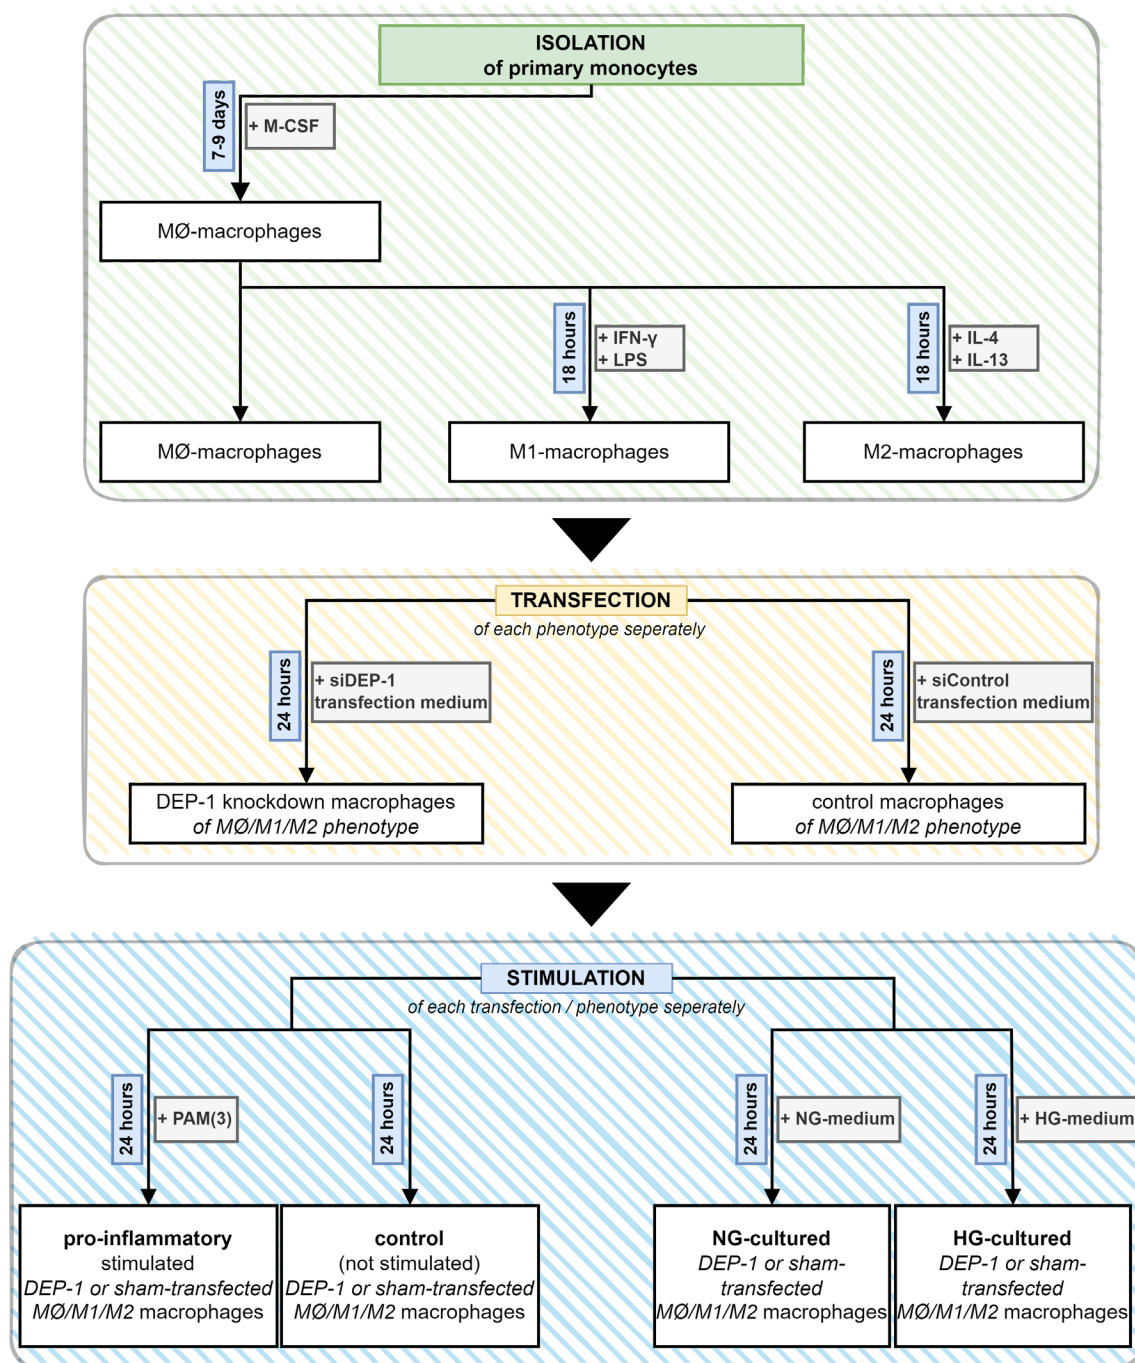 ISOLATION
of primary monocytes
7-9 days
+ M-CSF
MØ-macrophages
18 hours
+ IFN-γ
+ LPS
18 hours
+ IL-4
+ IL-13
MØ-macrophages
M1-macrophages
M2-macrophages
TRANSFECTION
of each phenotype seperately
24 hours
+ siDEP-1
transfection medium
24 hours
+ siControl
transfection medium
DEP-1 knockdown macrophages
of MØ/M1/M2 phenotype
control macrophages
of MØ/M1/M2 phenotype
STIMULATION
of each transfection / phenotype seperately
24 hours
+ PAM(3)
24 hours
24 hours
+ NG-medium
24 hours
+ HG-medium
pro-inflammatory
stimulated
DEP-1 or sham-transfected
MØ/M1/M2 macrophages
control
(not stimulated)
DEP-1 or sham-transfected
MØ/M1/M2 macrophages
NG-cultured
DEP-1 or sham-
transfected
MØ/M1/M2 macrophages
HG-cultured
DEP-1 or sham-
transfected
MØ/M1/M2 macrophages